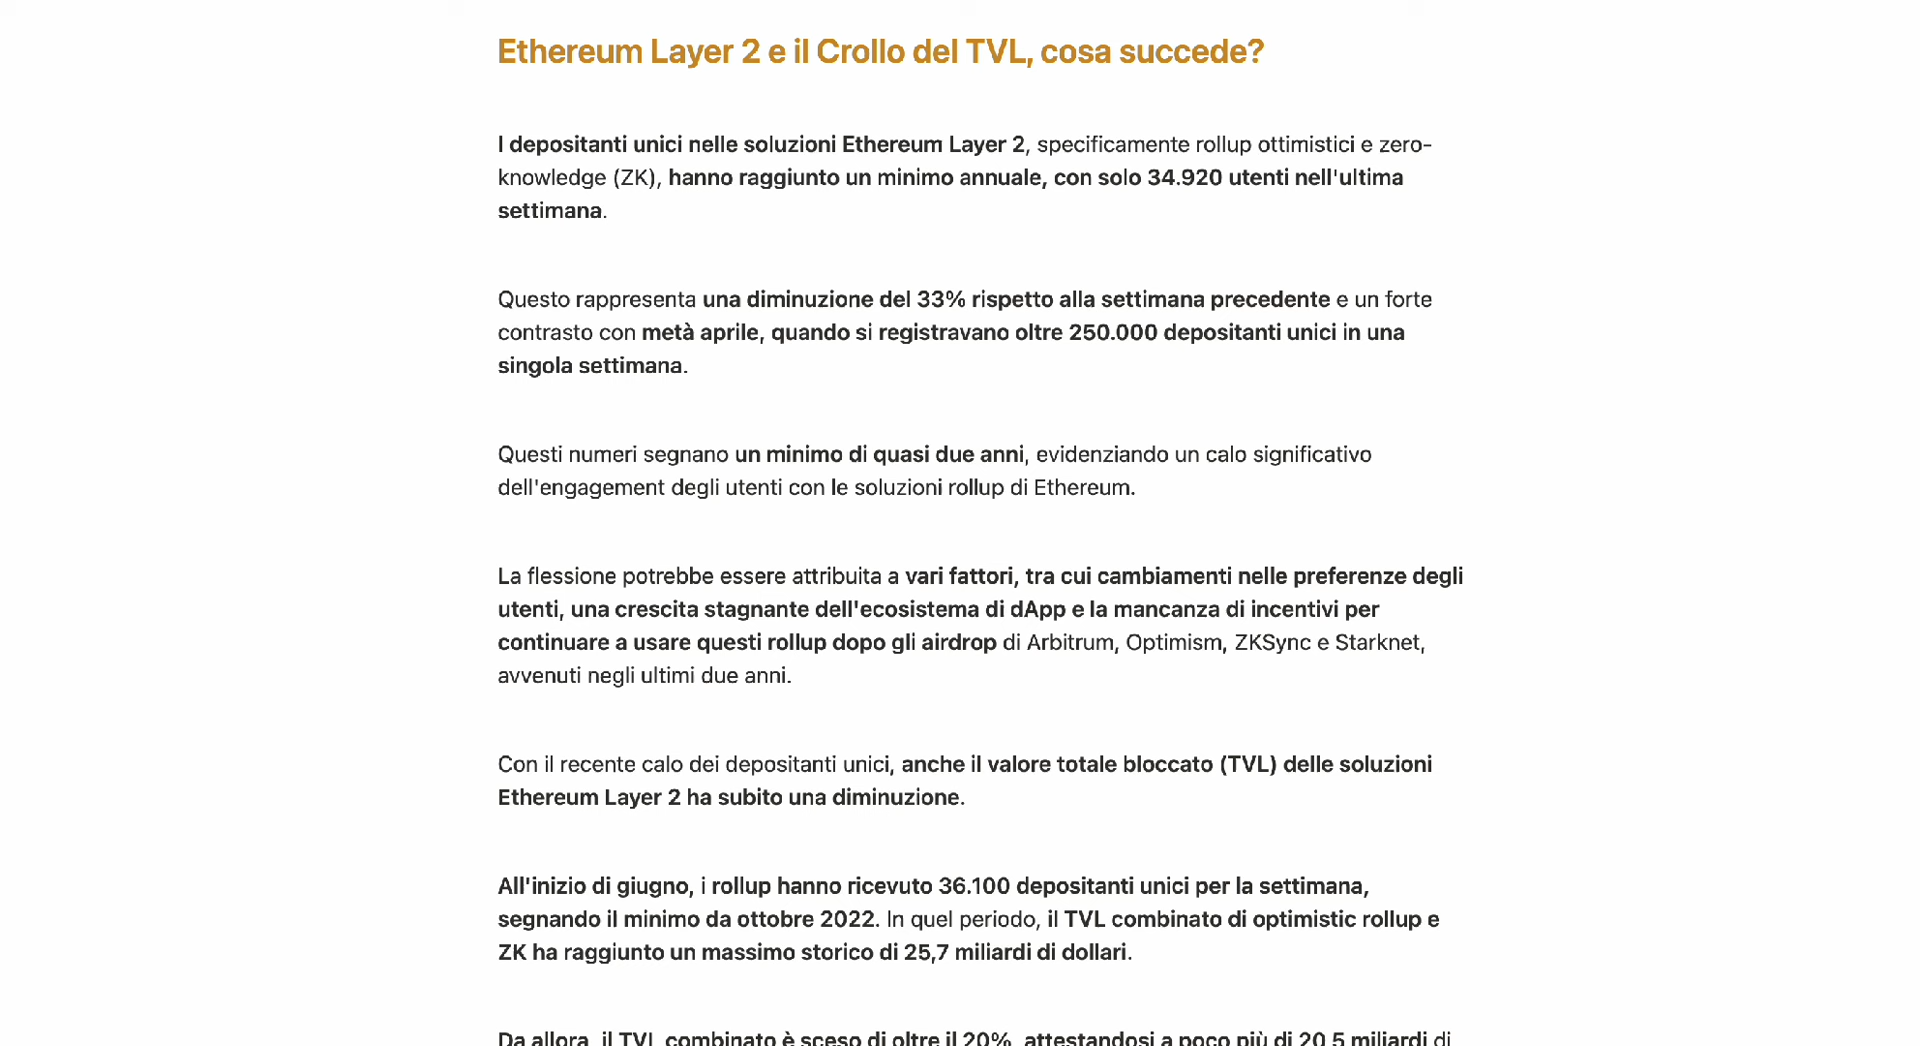 Ethereum Layer 2 e il Crollo del TVL, cosa succede?
I depositanti unici nelle soluzioni Ethereum Layer 2, specificamente rollup ottimistici e zero-
knowledge (ZK), hanno raggiunto un minimo annuale, con solo 34.920 utenti nell'ultima
settimana.
Questo rappresenta una diminuzione del 33% rispetto alla settimana precedente e un forte
contrasto con metà aprile, quando si registravano oltre 250.000 depositanti unici in una
singola settimana.
Questi numeri segnano un minimo di quasi due anni, evidenziando un calo significativo
dell'engagement degli utenti con le soluzioni rollup di Ethereum.
La flessione potrebbe essere attribuita a vari fattori, tra cui cambiamenti nelle preferenze degli
utenti, una crescita stagnante dell'ecosistema di dApp e la mancanza di incentivi per
continuare a usare questi rollup dopo gli airdrop di Arbitrum, Optimism, ZKSync e Starknet,
avvenuti negli ultimi due anni.
Con il recente calo dei depositanti unici, anche il valore totale bloccato (TVL) delle soluzioni
Ethereum Layer 2 ha subito una diminuzione.
All'inizio di giugno, i rollup hanno ricevuto 36.100 depositanti unici per la settimana,
segnando il minimo da ottobre 2022. In quel periodo, il TVL combinato di optimistic rollup e
ZK ha raggiunto un massimo storico di 25,7 miliardi di dollari.
Da allora, il TVL combinato è sceso di oltre il 20%, attestandosi a poco più di 20,5 miliardi di